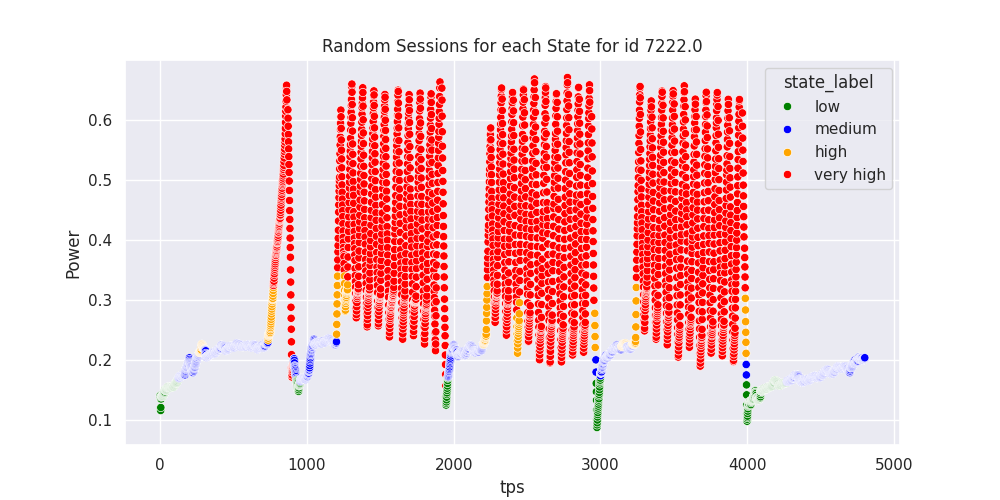 Random Sessions for each State for id 7222.0
state_label
low
medium
high
very high
Power
0.6
0.5
0.4
0.3
0.2
0.1
0
1000
2000
3000
4000
5000
tps